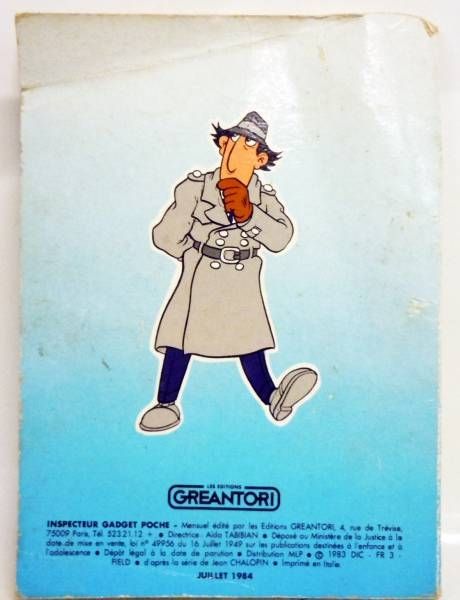 LES EDITIONS
GREANTORI
INSPECTEUR GADGET POCHE - Mensuel édité par les Editions GREANTORI, 4, rue de Trévise,
75009 Paris, Tél. 523.21.12 + • Directrice : Aïda TABIBIAN • Déposé au Ministère de la Justice à la
date de mise en vente, loi n° 49956 du 16 Juillet 1949 sur les publications destinées à l'enfance et à
l'adolescence • Dépôt légal à la date de parution • Distribution MLP • © 1983 DIC - FR 3 -
FIELD • d'après la série de Jean CHALOPIN • Imprimé en Italie.
JUILLET 1984